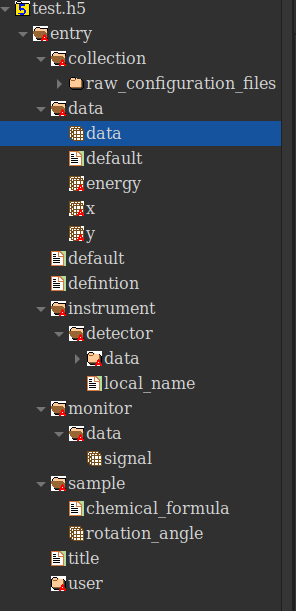 test.h5
entry
collection
raw_configuration_files
data
data
default
energy
x
y
default
defintion
instrument
detector
data
local_name
monitor
data
signal
sample
chemical_formula
rotation_angle
title
user